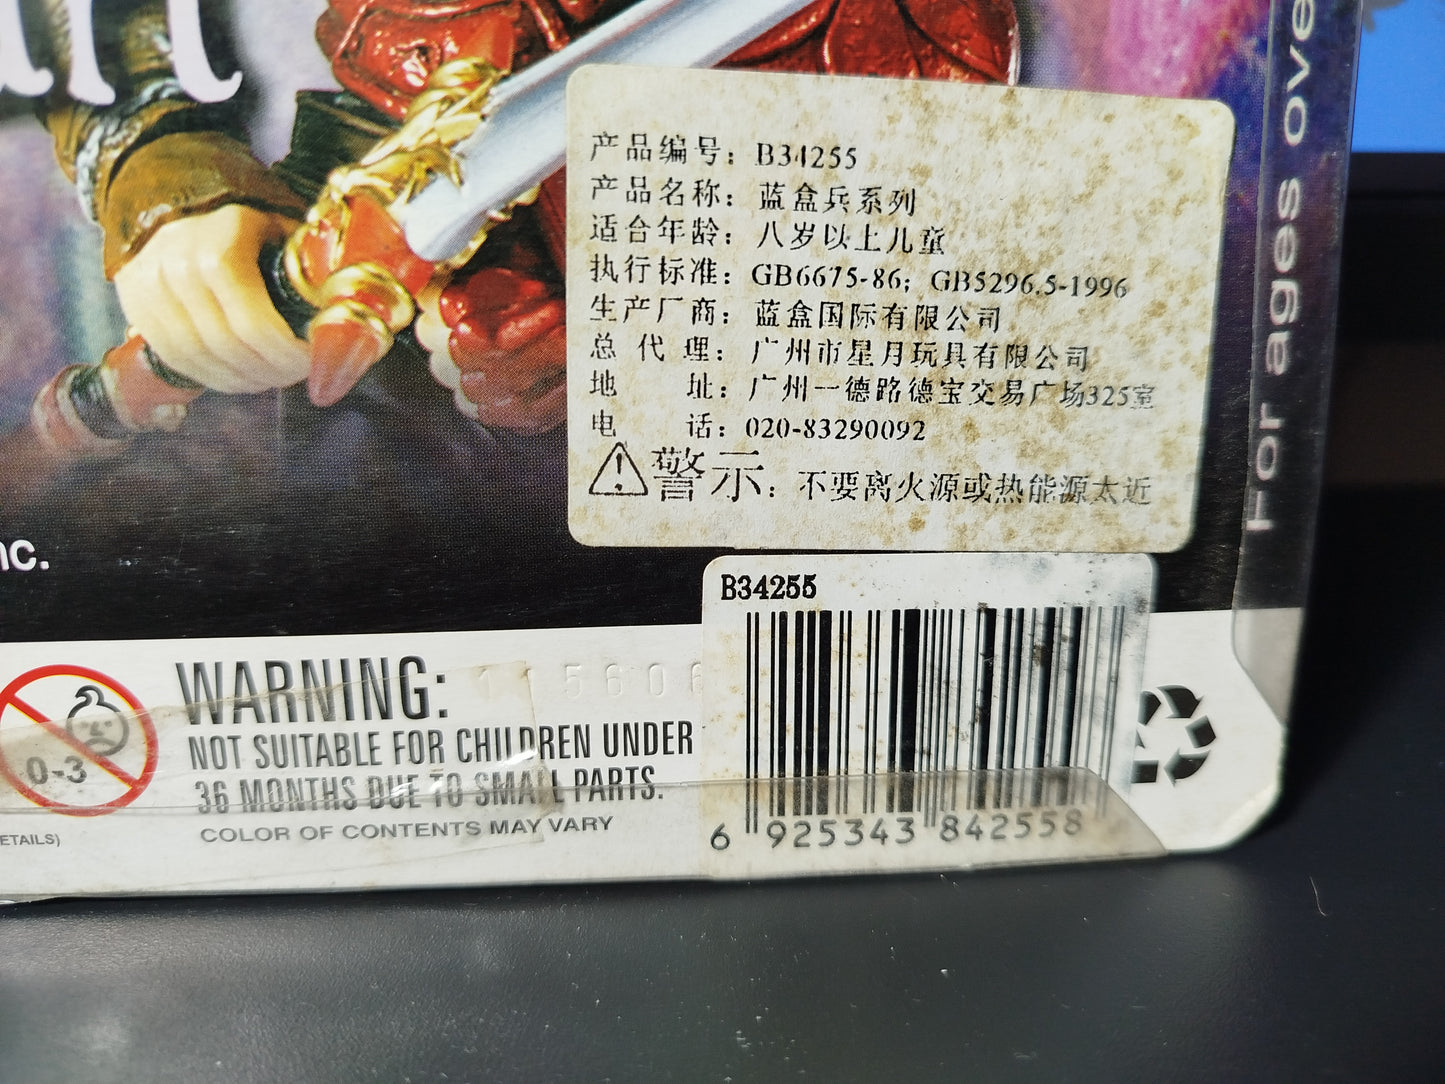 产品编号：B34255
产品名称：蓝盒兵系列
适合年龄：八岁以上儿童
执行标准：GB6675-86；GB5296.5-1996
生产厂商：蓝盒国际有限公司
总代理：广州市星月玩具有限公司
地址：广州一德路德宝交易广场325室
电话：020-83290092
警示：不要离火源或热能源太近
For ages ove
nc.
B34255
6 925343 842558
WARNING:
NOT SUITABLE FOR CHILDREN UNDER
36 MONTHS DUE TO SMALL PARTS.
COLOR OF CONTENTS MAY VARY
0-3
ETAILS)